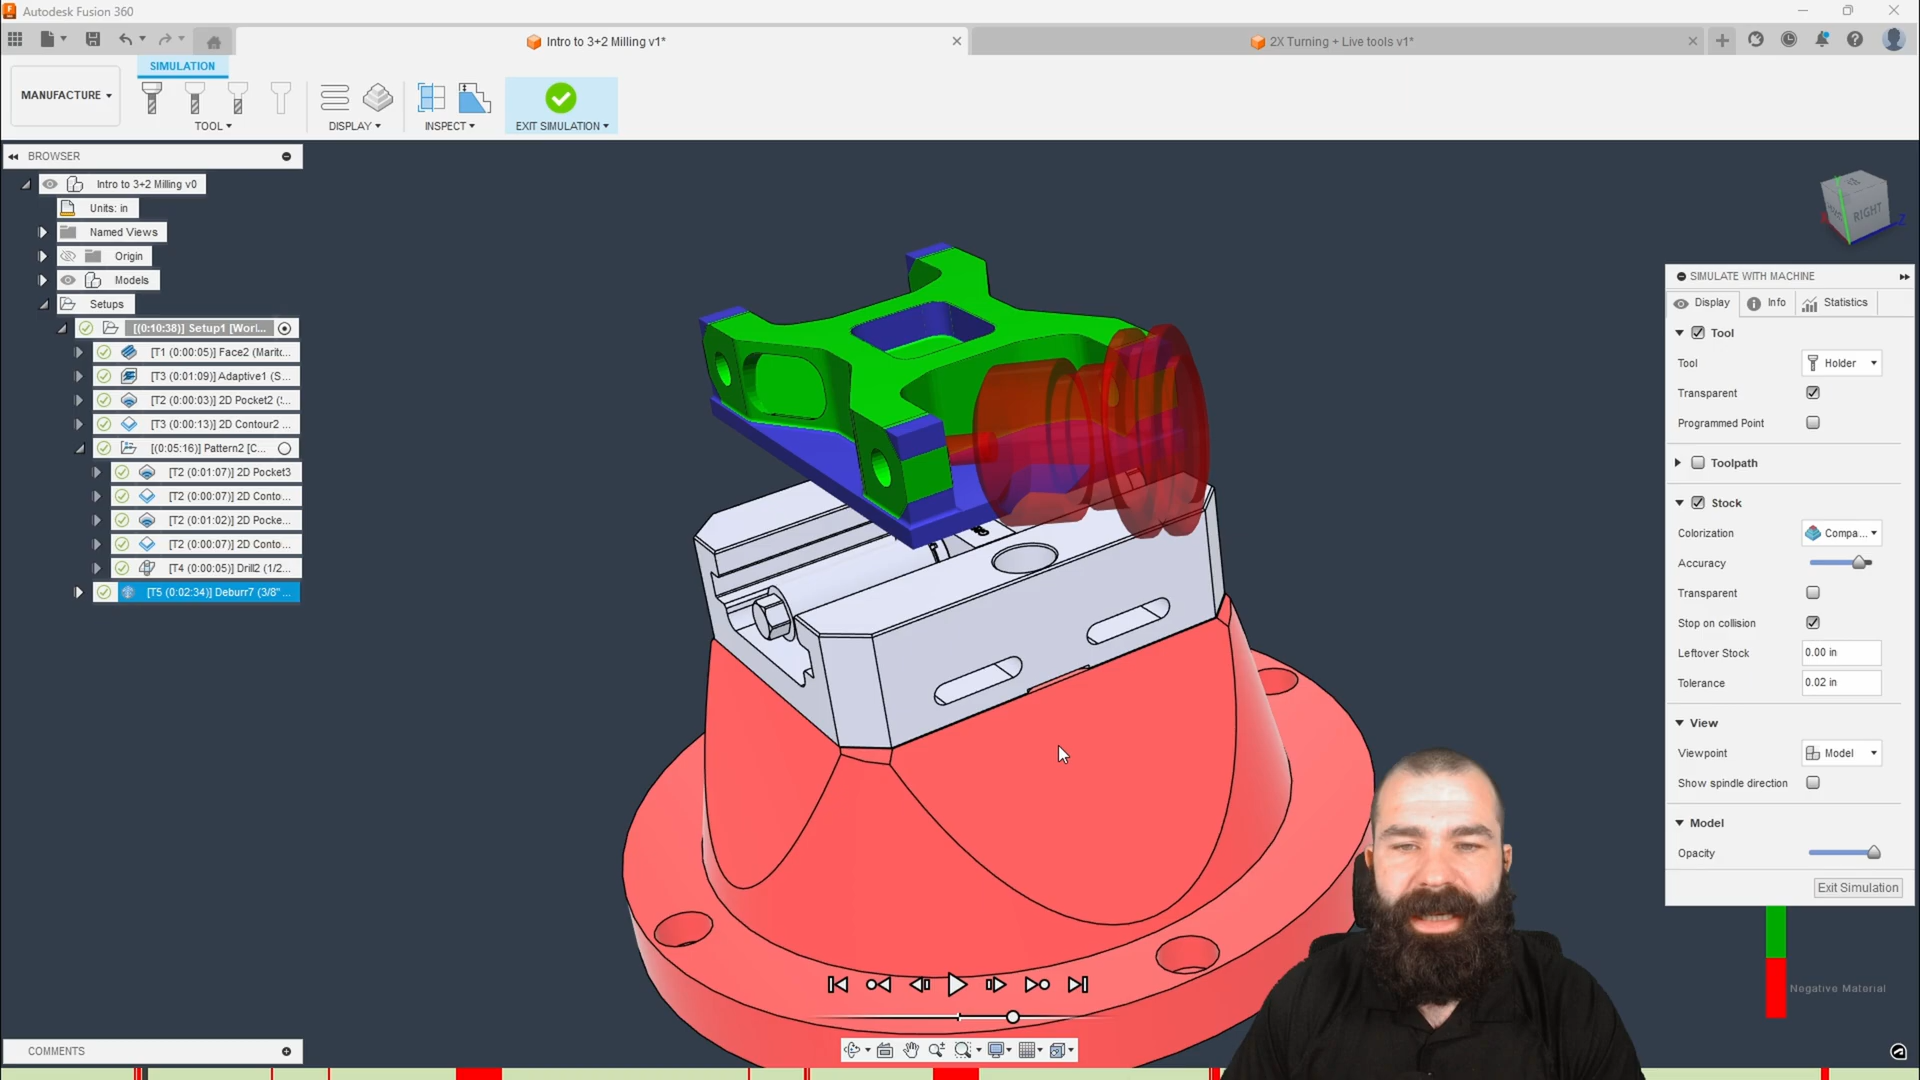 Autodesk Fusion 360
Intro to 3+2 Milling v1*
2X Turning + Live tools v1*
SIMULATION
MANUFACTURE
TOOL
DISPLAY
INSPECT
EXIT SIMULATION
BROWSER
Intro to 3+2 Milling v0
Units: in
Named Views
Origin
Models
Setups
[(0:10:38)] Setup1 [Worl...
[T1 (0:00:05)] Face2 (Marito...
[T3 (0:01:09)] Adaptive1 (S...
[T2 (0:00:03)] 2D Pocket2 (...
[T3 (0:00:13)] 2D Contour2 ...
[(0:05:16)] Pattern2 [C...
[T2 (0:01:07)] 2D Pocket3
[T2 (0:00:07)] 2D Conto...
[T2 (0:01:02)] 2D Pocke...
[T2 (0:00:07)] 2D Conto...
[T4 (0:00:05)] Drill2 (1/2...
[T5 (0:02:34)] Deburr7 (3/8" ...
RIGHT
SIMULATE WITH MACHINE
Display
Info
Statistics
Tool
Tool
Holder
Transparent
Programmed Point
Toolpath
Stock
Colorization
Compa...
Accuracy
Transparent
Stop on collision
Leftover Stock
0.00 in
Tolerance
0.02 in
View
Viewpoint
Model
Show spindle direction
Model
Opacity
Exit Simulation
Negative Material
COMMENTS